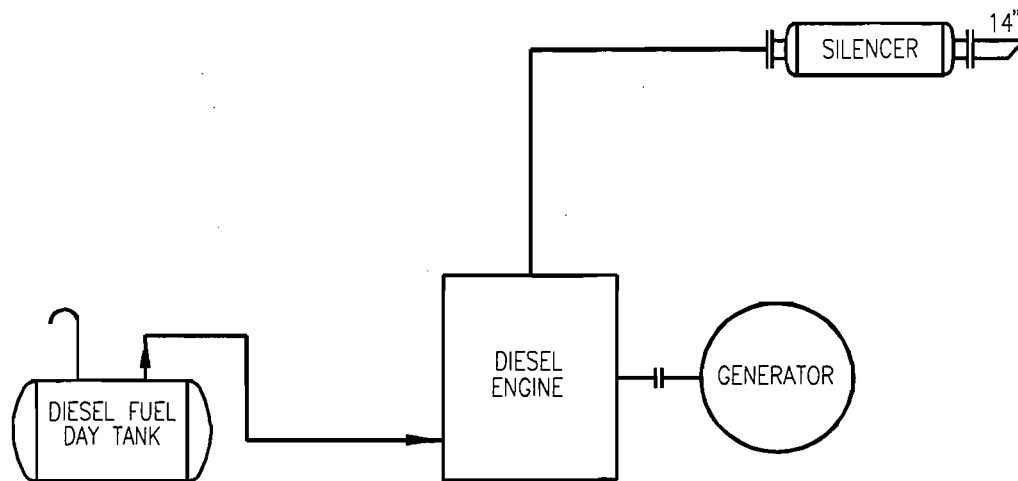 14"
SILENCER
DIESEL
ENGINE
GENERATOR
DIESEL FUEL
DAY TANK